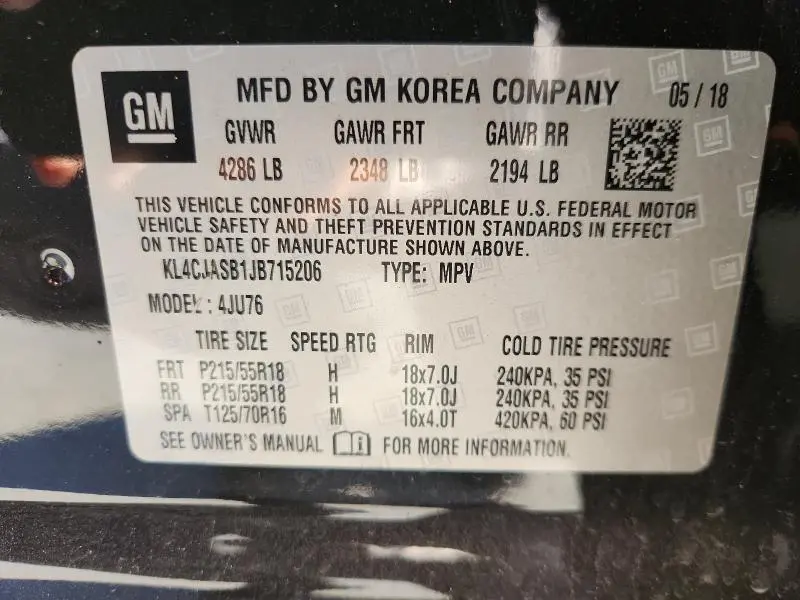 GM MFD BY GM KOREA COMPANY 05 / 18
GVWR GAWR FRT GAWR RR
4286 LB 2348 LB 2194 LB
THIS VEHICLE CONFORMS TO ALL APPLICABLE U.S. FEDERAL MOTOR
VEHICLE SAFETY AND THEFT PREVENTION STANDARDS IN EFFECT
ON THE DATE OF MANUFACTURE SHOWN ABOVE.
KL4CJASB1JB715206 TYPE: MPV
MODEL: 4JU76
TIRE SIZE SPEED RTG RIM COLD TIRE PRESSURE
FRT P215/55R18 H 18x7.0J 240KPA, 35 PSI
RR P215/55R18 H 18x7.0J 240KPA, 35 PSI
SPA T125/70R16 M 16x4.0T 420KPA, 60 PSI
SEE OWNER'S MANUAL i FOR MORE INFORMATION.